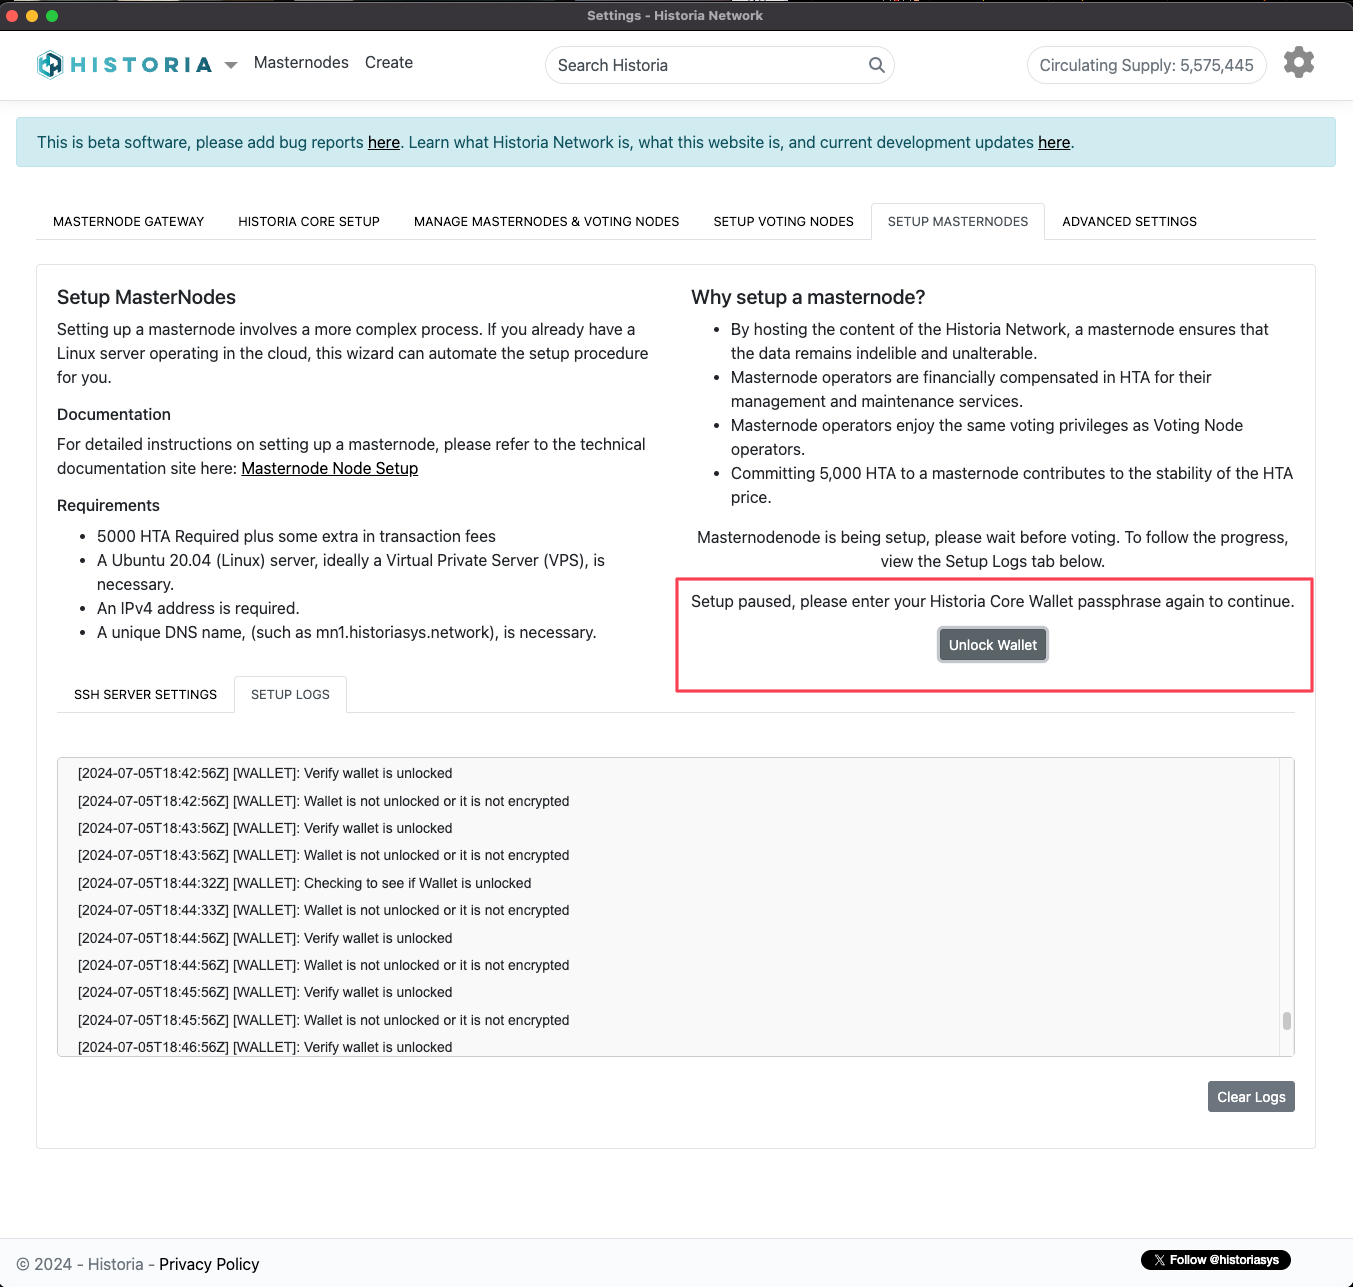 Settings - Historia Network
HISTORIA
Masternodes
Create
Search Historia
Circulating Supply: 5,575,445
This is beta software, please add bug reports here. Learn what Historia Network is, what this website is, and current development updates here.
MASTERNODE GATEWAY
HISTORIA CORE SETUP
MANAGE MASTERNODES & VOTING NODES
SETUP VOTING NODES
SETUP MASTERNODES
ADVANCED SETTINGS
Setup MasterNodes
Setting up a masternode involves a more complex process. If you already have a
Linux server operating in the cloud, this wizard can automate the setup procedure
for you.
Documentation
For detailed instructions on setting up a masternode, please refer to the technical
documentation site here: Masternode Node Setup
Requirements
• 5000 HTA Required plus some extra in transaction fees
• A Ubuntu 20.04 (Linux) server, ideally a Virtual Private Server (VPS), is
necessary.
• An IPv4 address is required.
• A unique DNS name, (such as mn1.historiasys.network), is necessary.
Why setup a masternode?
• By hosting the content of the Historia Network, a masternode ensures that
the data remains indelible and unalterable.
• Masternode operators are financially compensated in HTA for their
management and maintenance services.
• Masternode operators enjoy the same voting privileges as Voting Node
operators.
• Committing 5,000 HTA to a masternode contributes to the stability of the HTA
price.
Masternodenode is being setup, please wait before voting. To follow the progress,
view the Setup Logs tab below.
Setup paused, please enter your Historia Core Wallet passphrase again to continue.
Unlock Wallet
SSH SERVER SETTINGS
SETUP LOGS
[2024-07-05T18:42:56Z] [WALLET]: Verify wallet is unlocked
[2024-07-05T18:42:56Z] [WALLET]: Wallet is not unlocked or it is not encrypted
[2024-07-05T18:43:56Z] [WALLET]: Verify wallet is unlocked
[2024-07-05T18:43:56Z] [WALLET]: Wallet is not unlocked or it is not encrypted
[2024-07-05T18:44:32Z] [WALLET]: Checking to see if Wallet is unlocked
[2024-07-05T18:44:33Z] [WALLET]: Wallet is not unlocked or it is not encrypted
[2024-07-05T18:44:56Z] [WALLET]: Verify wallet is unlocked
[2024-07-05T18:44:56Z] [WALLET]: Wallet is not unlocked or it is not encrypted
[2024-07-05T18:45:56Z] [WALLET]: Verify wallet is unlocked
[2024-07-05T18:45:56Z] [WALLET]: Wallet is not unlocked or it is not encrypted
[2024-07-05T18:46:56Z] [WALLET]: Verify wallet is unlocked
Clear Logs
© 2024 - Historia - Privacy Policy
𝕏 Follow @historiasys